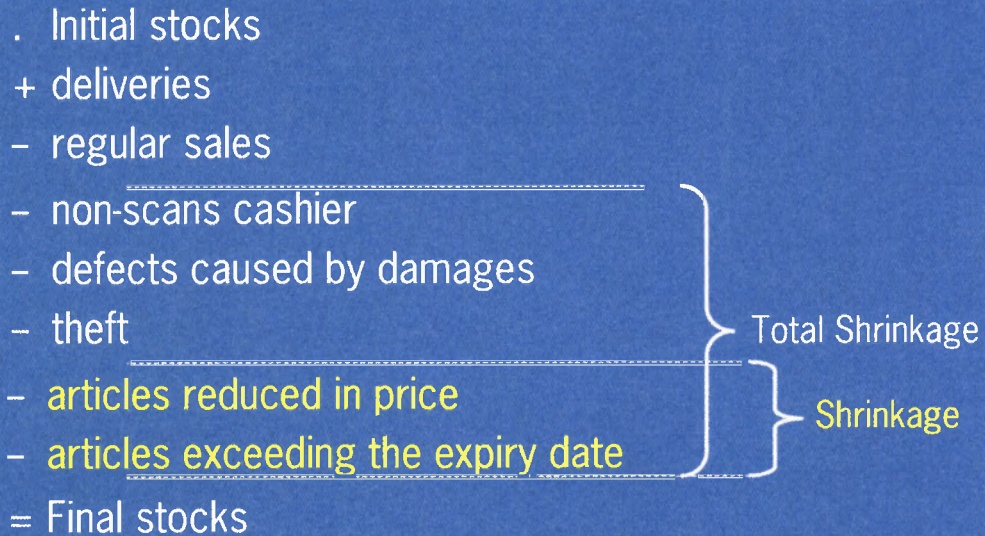 . Initial stocks
+ deliveries
– regular sales
– non-scans cashier
– defects caused by damages
– theft
Total Shrinkage
– articles reduced in price
Shrinkage
– articles exceeding the expiry date
= Final stocks